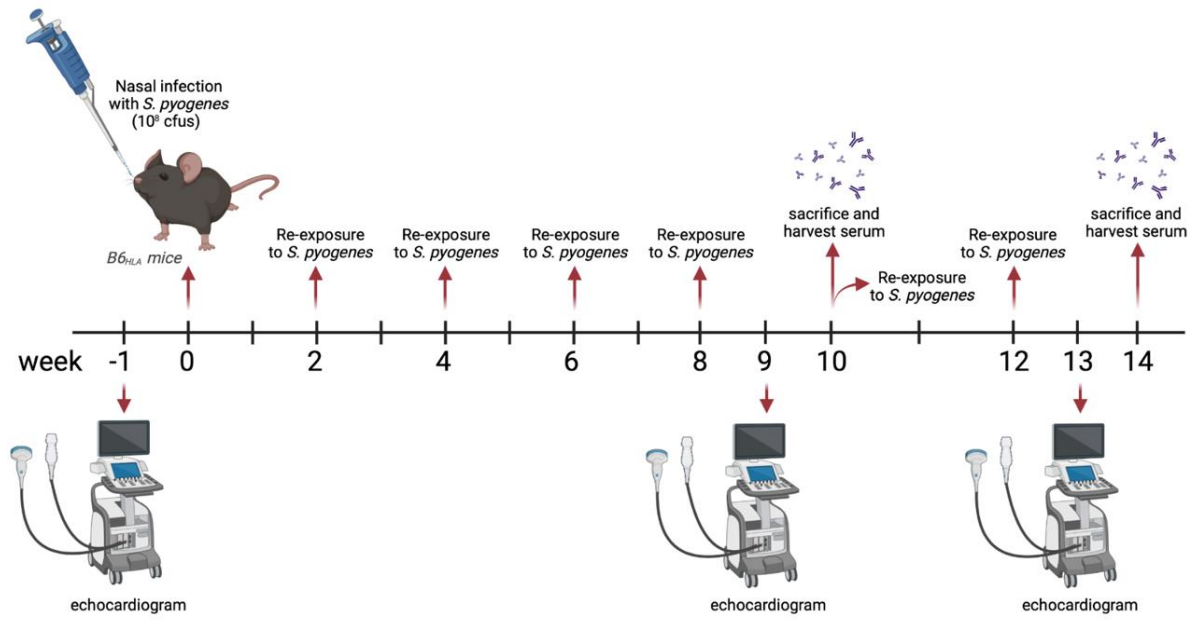 Nasal infection
with S. pyogenes
(10⁸ cfus)
B6HLA mice
Re-exposure
to S. pyogenes
Re-exposure
to S. pyogenes
Re-exposure
to S. pyogenes
Re-exposure
to S. pyogenes
sacrifice and
harvest serum
Re-exposure
to S. pyogenes
Re-exposure
to S. pyogenes
sacrifice and
harvest serum
week -1 0 2 4 6 8 9 10 12 13 14
echocardiogram
echocardiogram
echocardiogram